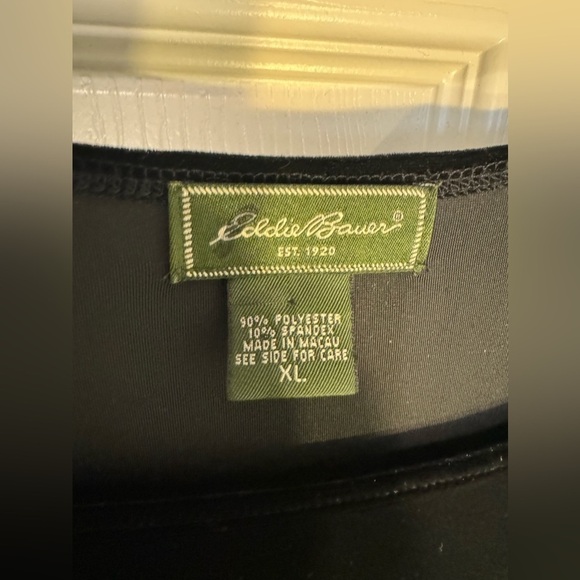 Eddie Bauer®
EST. 1920
90% POLYESTER
10% SPANDEX
MADE IN MACAU
SEE SIDE FOR CARE
XL